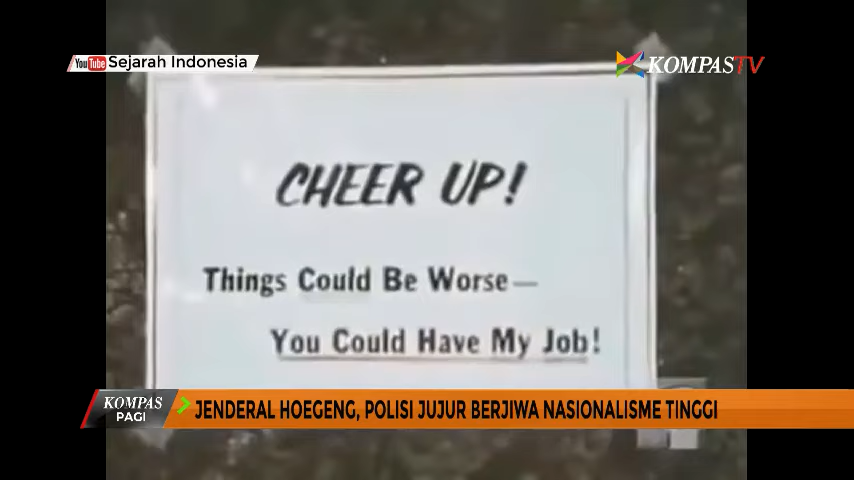 YouTube Sejarah Indonesia
KOMPASTV
CHEER UP!
Things Could Be Worse—
You Could Have My Job!
KOMPAS
PAGI
JENDERAL HOEGENG, POLISI JUJUR BERJIWA NASIONALISME TINGGI